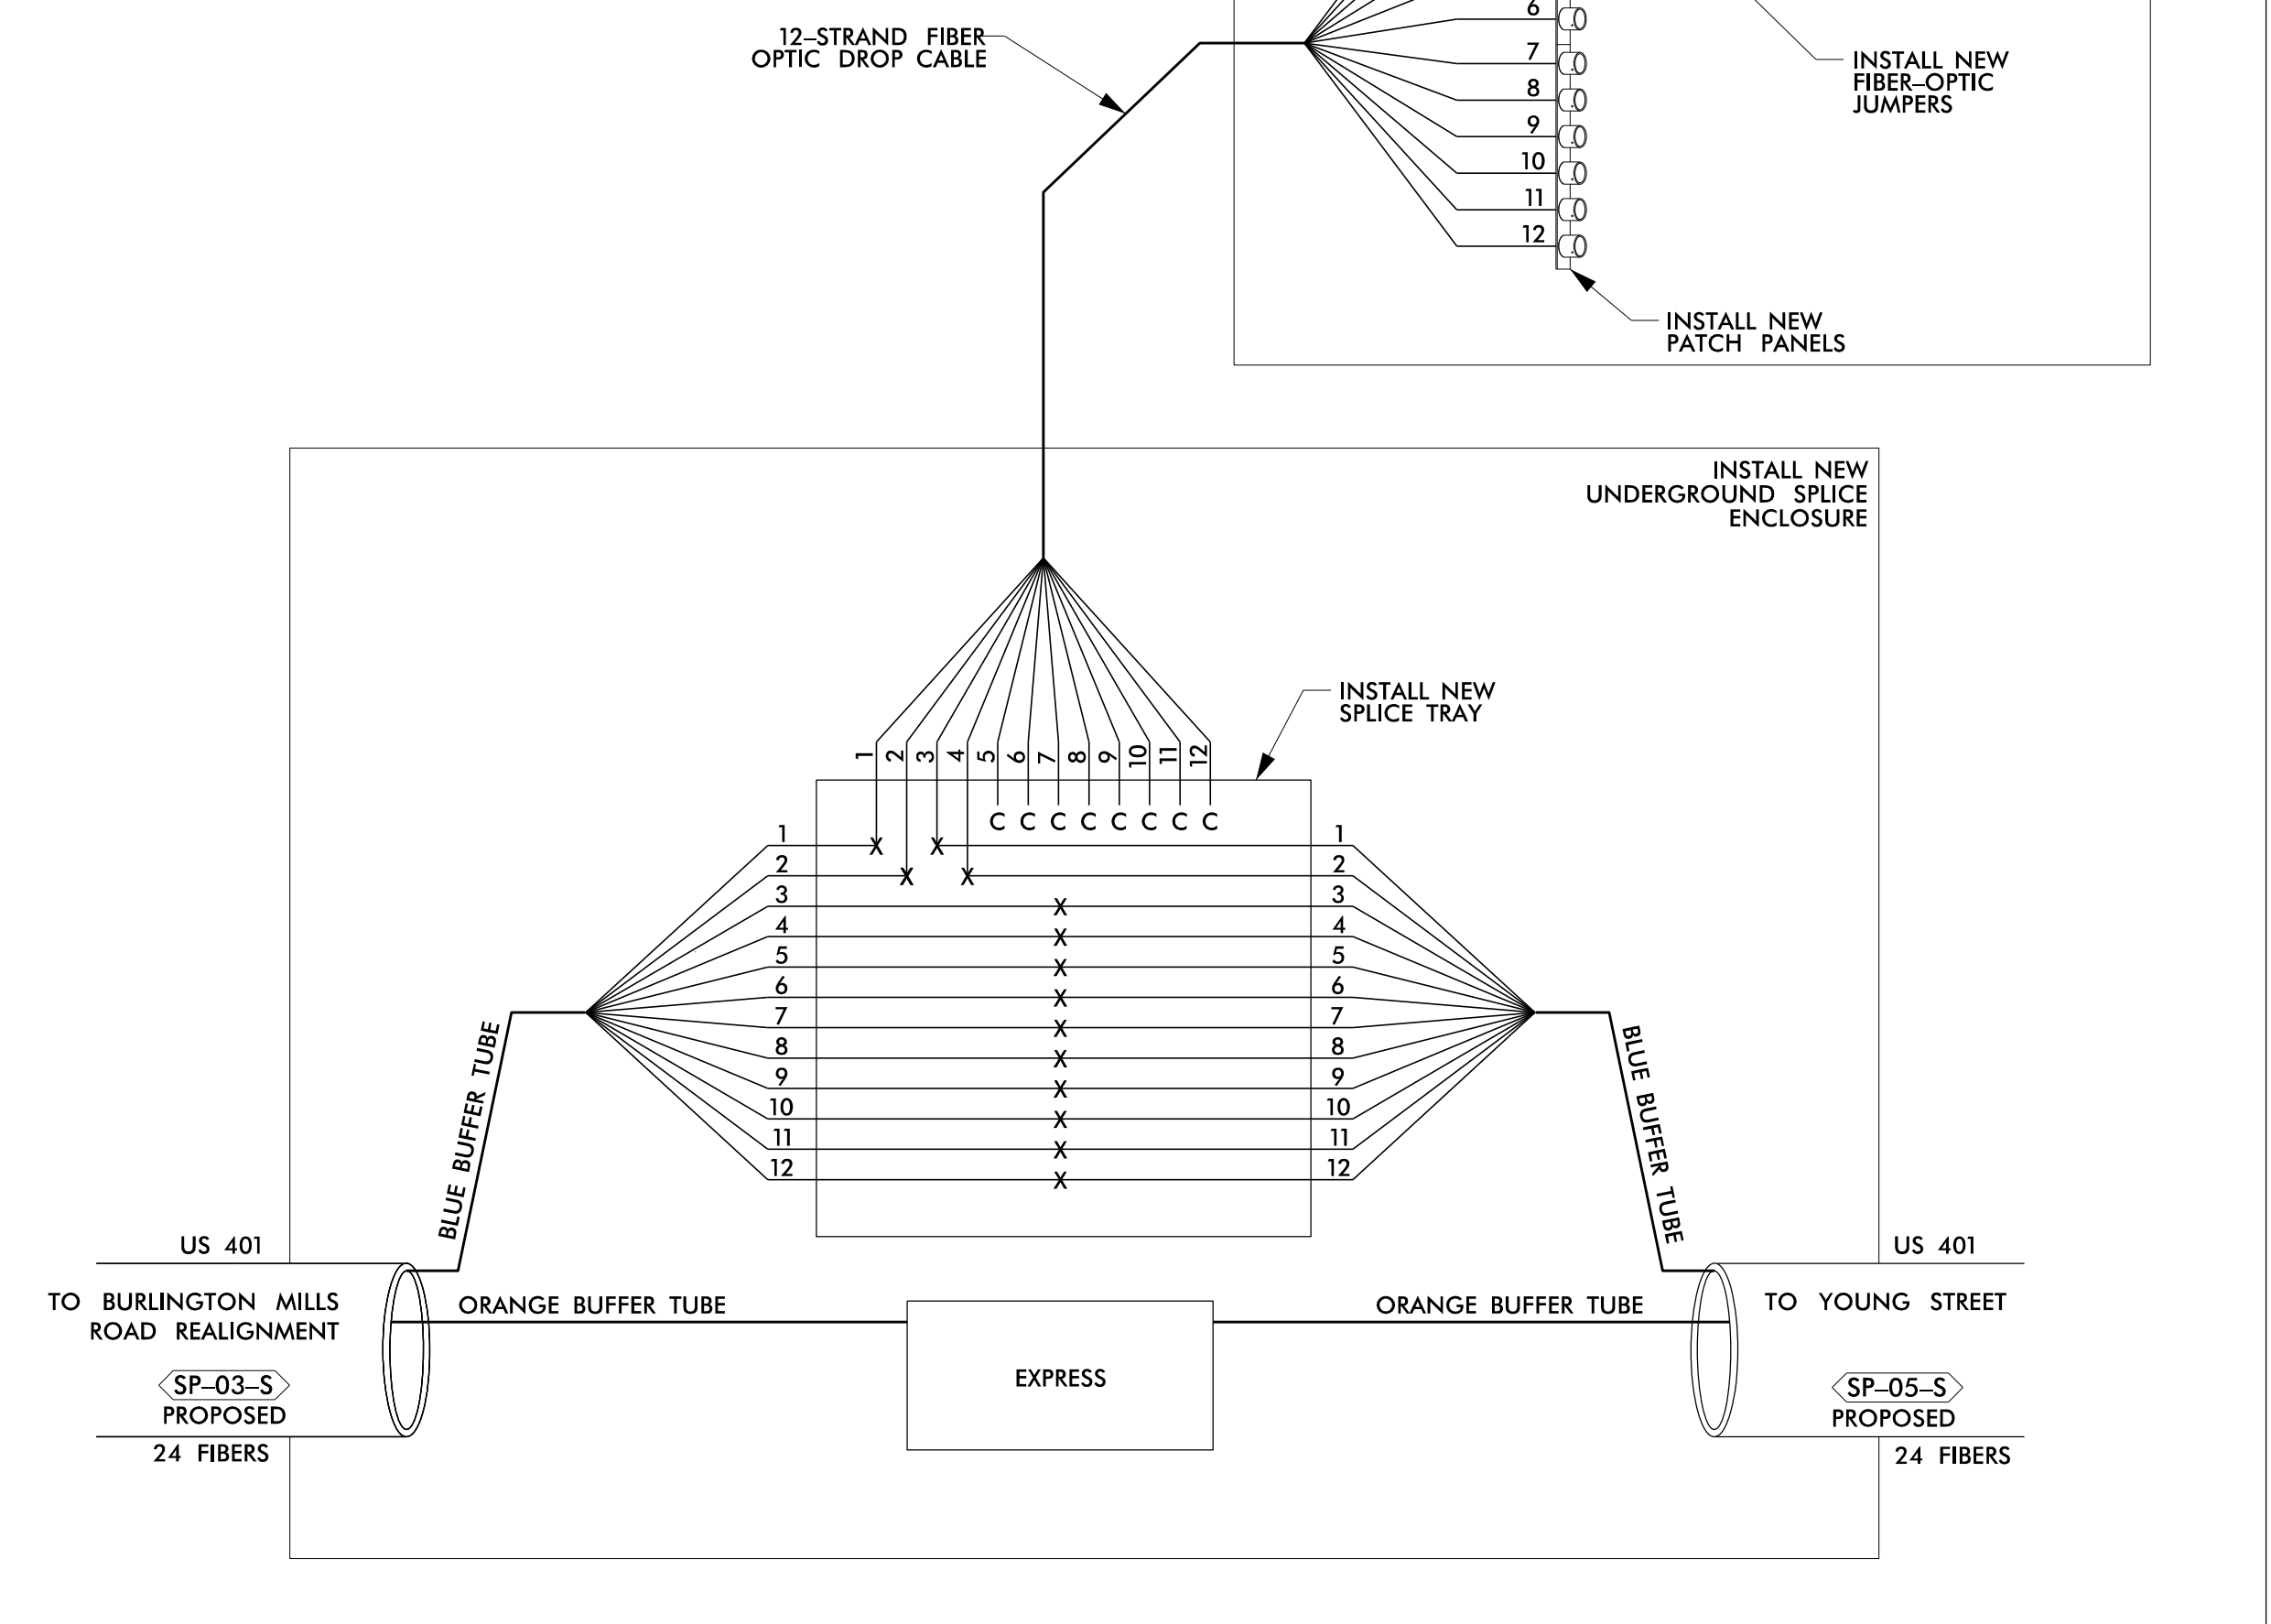 12–STRAND FIBER
OPTIC DROP CABLE
6
7
8
9
10
11
12
INSTALL NEW
FIBER–OPTIC
JUMPERS
INSTALL NEW
PATCH PANELS
INSTALL NEW
UNDERGROUND SPLICE
ENCLOSURE
INSTALL NEW
SPLICE TRAY
1 2 3 4 5 6 7 8 9 10 11 12
C C C C C C C C
1 X X 1
2 X X 2
3 X 3
4 X 4
5 X 5
6 X 6
7 X 7
8 X 8
9 X 9
10 X 10
11 X 11
12 X 12
BLUE BUFFER TUBE
BLUE BUFFER TUBE
US 401
TO BURLINGTON MILLS
ROAD REALIGNMENT
SP–03–S
PROPOSED
24 FIBERS
ORANGE BUFFER TUBE
EXPRESS
ORANGE BUFFER TUBE
US 401
TO YOUNG STREET
SP–05–S
PROPOSED
24 FIBERS